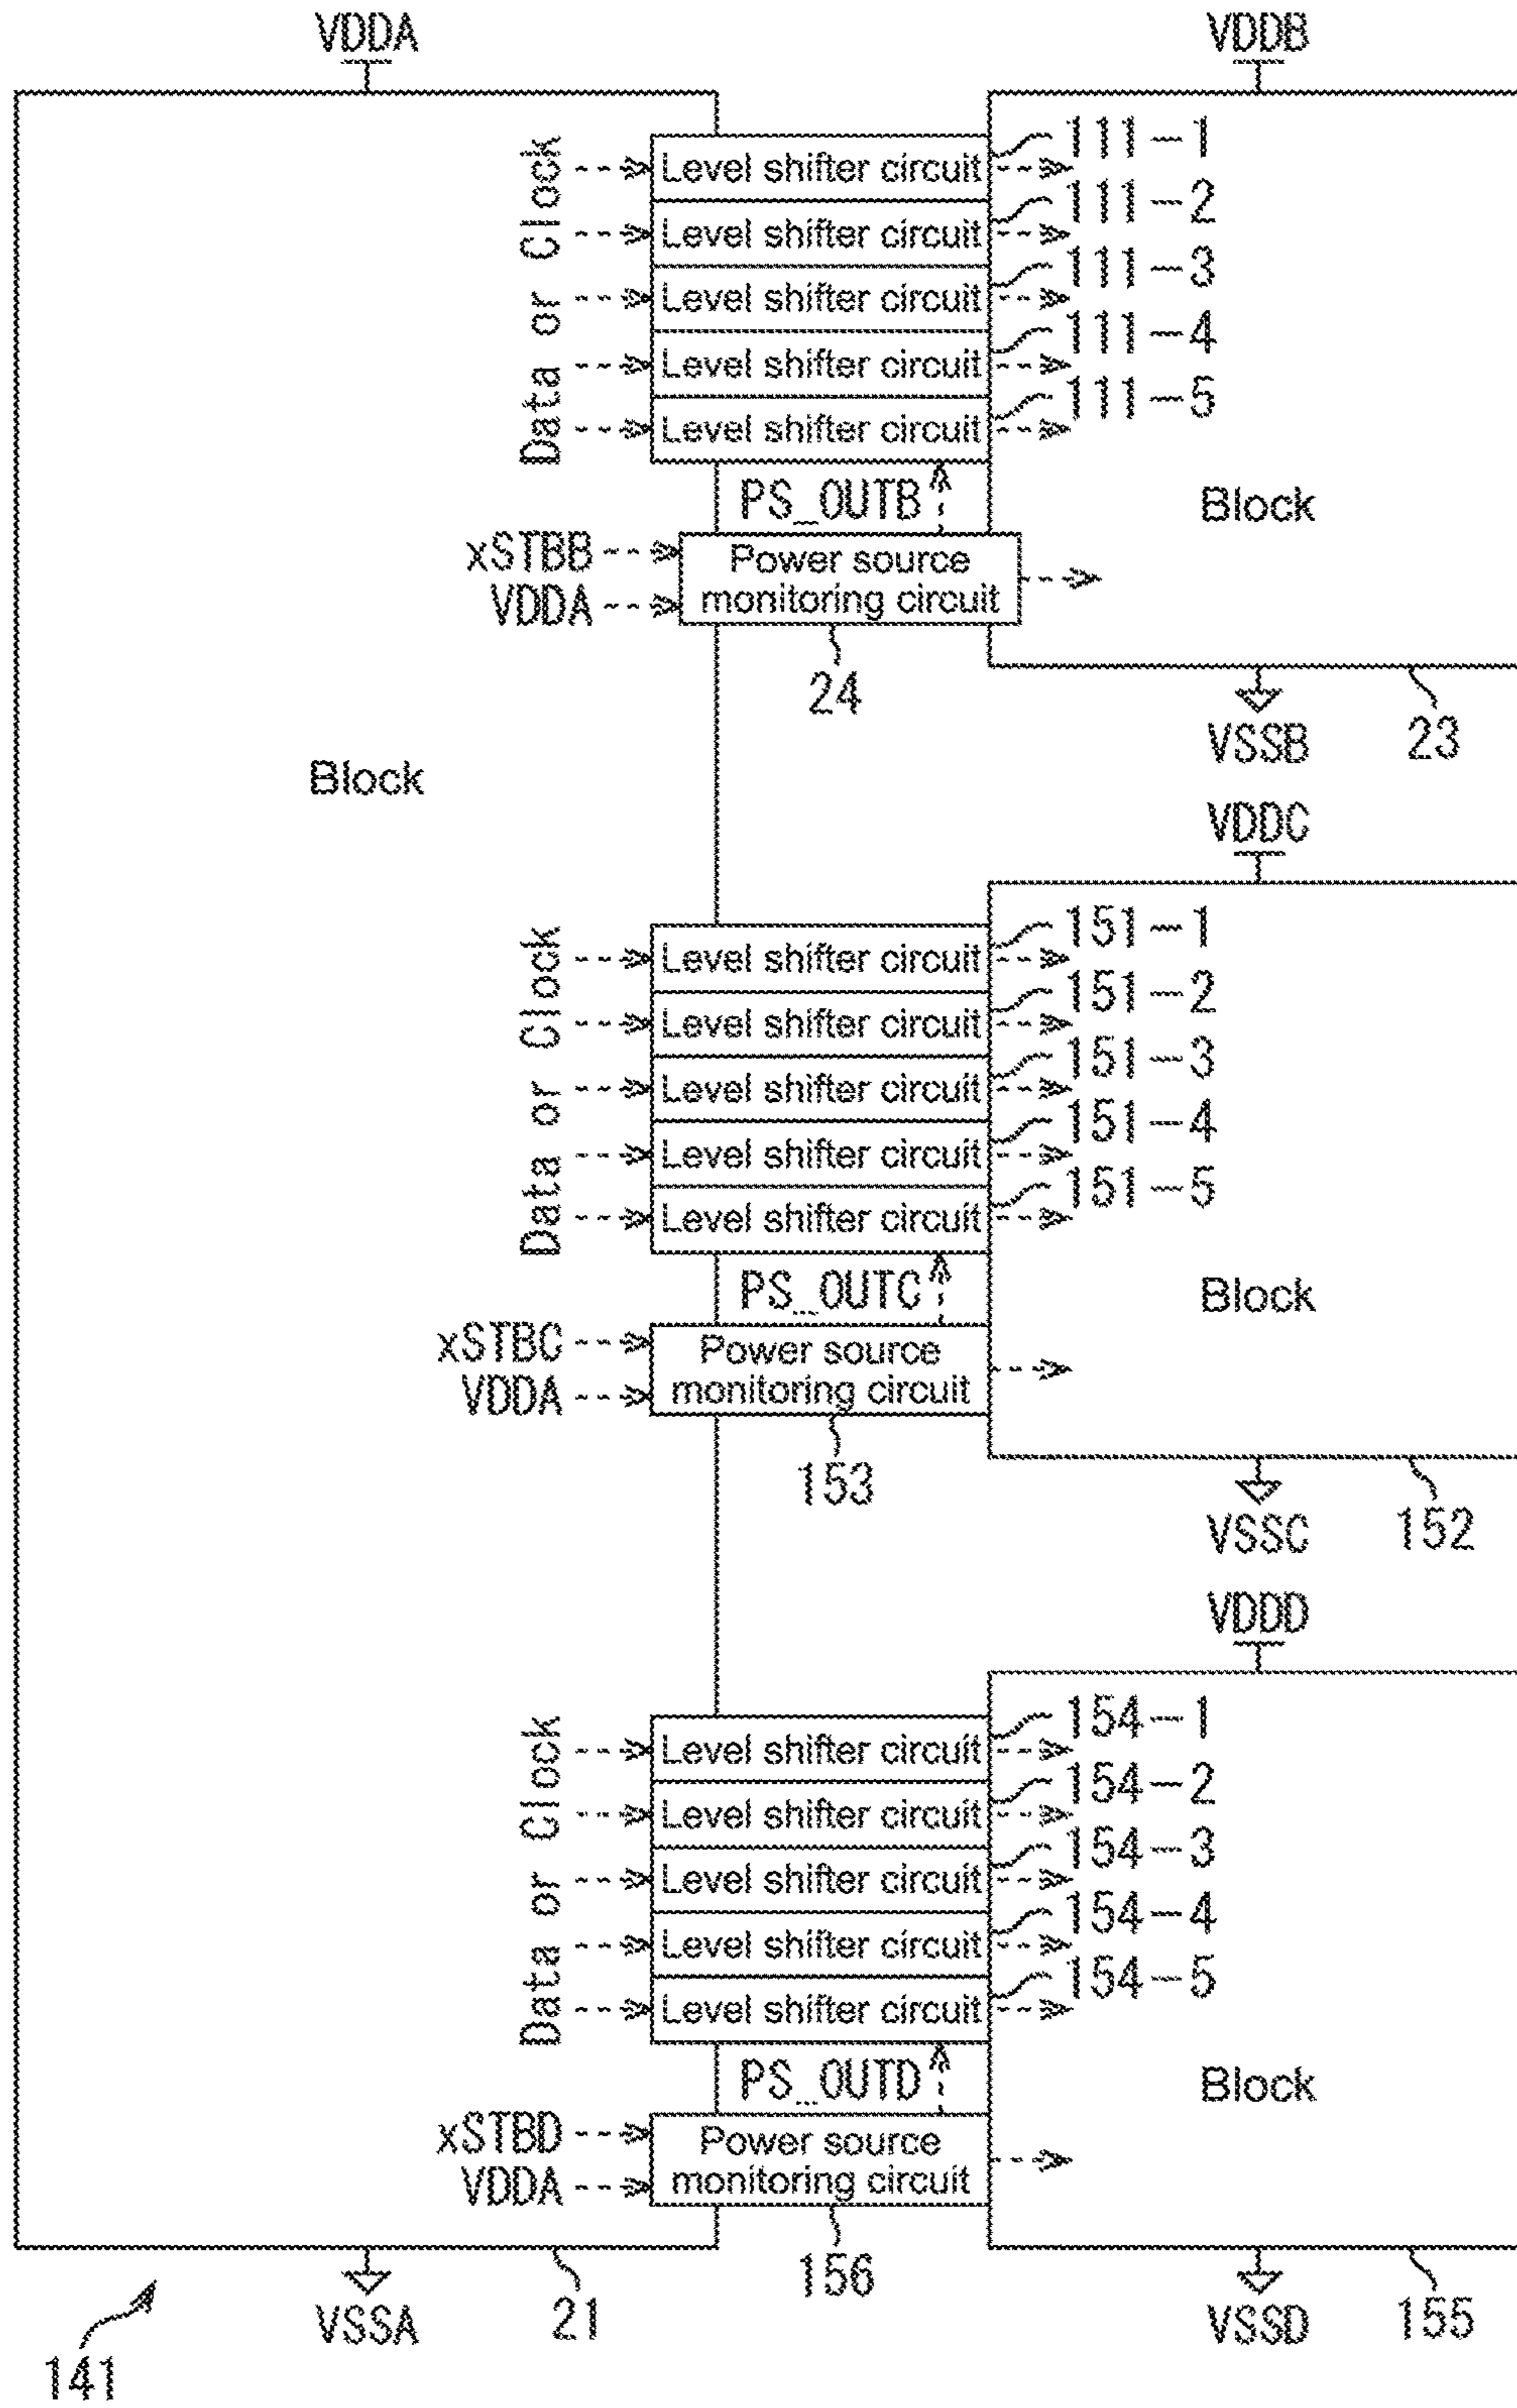 VDDA
VDDB
Data or Clock
Level shifter circuit
111-1
Level shifter circuit
111-2
Level shifter circuit
111-3
Level shifter circuit
111-4
Level shifter circuit
111-5
PS_OUTB
Block
xSTBB
VDDA
Power source
monitoring circuit
24
VSSB
23
Block
VDDC
Data or Clock
Level shifter circuit
151-1
Level shifter circuit
151-2
Level shifter circuit
151-3
Level shifter circuit
151-4
Level shifter circuit
151-5
PS_OUTC
Block
xSTBC
VDDA
Power source
monitoring circuit
153
VSSC
152
VDDD
Data or Clock
Level shifter circuit
154-1
Level shifter circuit
154-2
Level shifter circuit
154-3
Level shifter circuit
154-4
Level shifter circuit
154-5
PS_OUTD
Block
xSTBD
VDDA
Power source
monitoring circuit
156
VSSA
21
VSSD
155
141